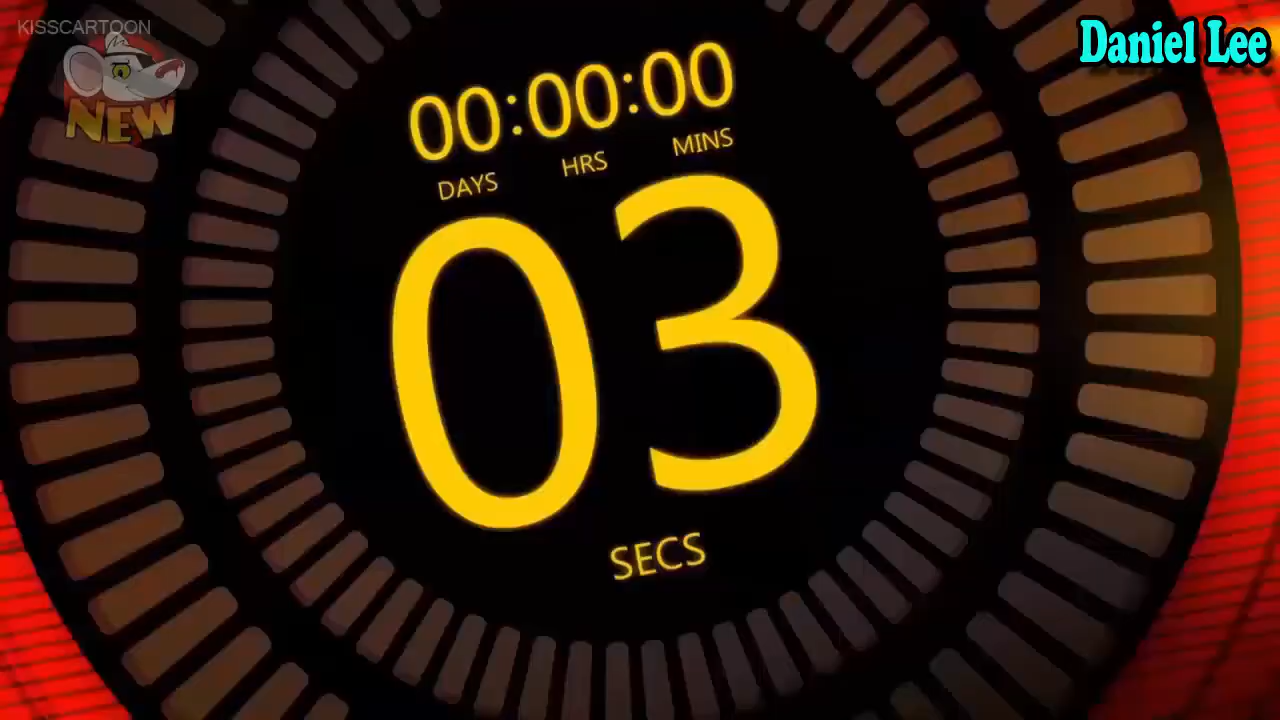 KISSCARTOON
NEW
Daniel Lee
00:00:00
DAYS HRS MINS
03
SECS